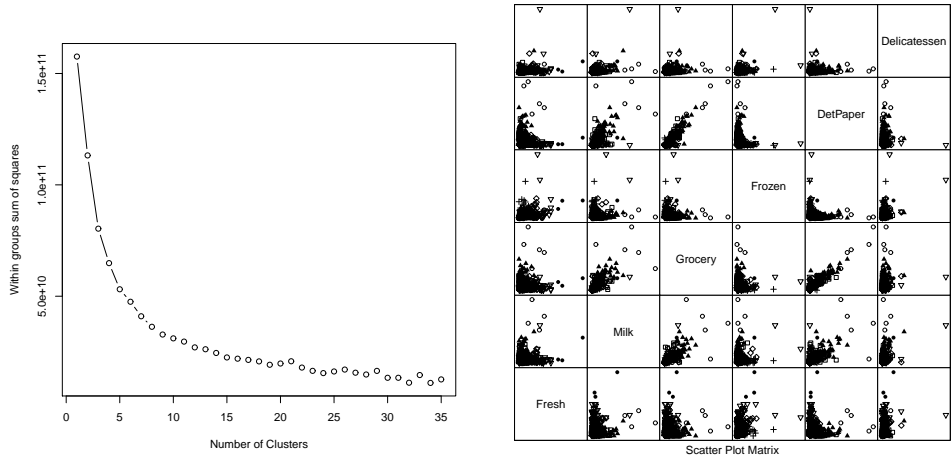 Within groups sum of squares
1.5e+11
1.0e+11
5.0e+10
0 5 10 15 20 25 30 35
Number of Clusters
Delicatessen
DetPaper
Frozen
Grocery
Milk
Fresh
Scatter Plot Matrix